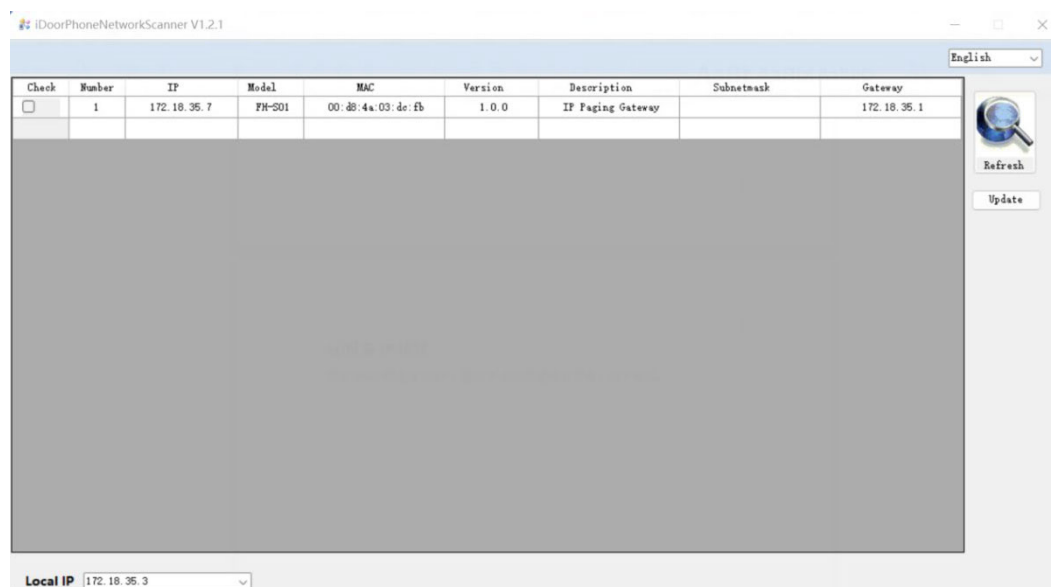 iDoorPhoneNetworkScanner V1.2.1
English
Check Number IP Model MAC Version Description Subnetmask Gateway
1 172.18.35.7 FH-S01 00:d8:4a:03:dc:fb 1.0.0 IP Paging Gateway 172.18.35.1
Refresh
Update
Local IP 172.18.35.3